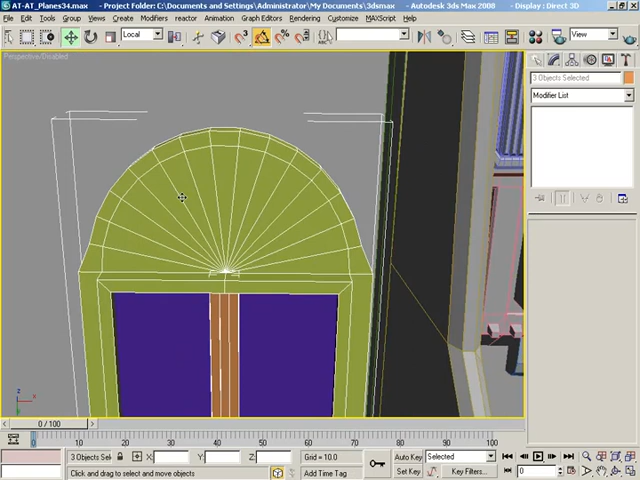 AT-AT_Planes34.max - Project Folder: C:\Documents and Settings\Administrator\My Documents\3dsmax - Autodesk 3ds Max 2008 - Display : Direct 3D
File Edit Tools Group Views Create Modifiers reactor Animation Graph Editors Rendering Customize MAXScript Help
Local View
Perspective/Disabled
3 Objects Selected
Modifier List
0 / 100
0 10 20 30 40 50 60 70 80 90 100
3 Objects Sel X: Y: Z: Grid = 10.0 Auto Key Selected
Click and drag to select and move objects Add Time Tag Set Key Key Filters... 0